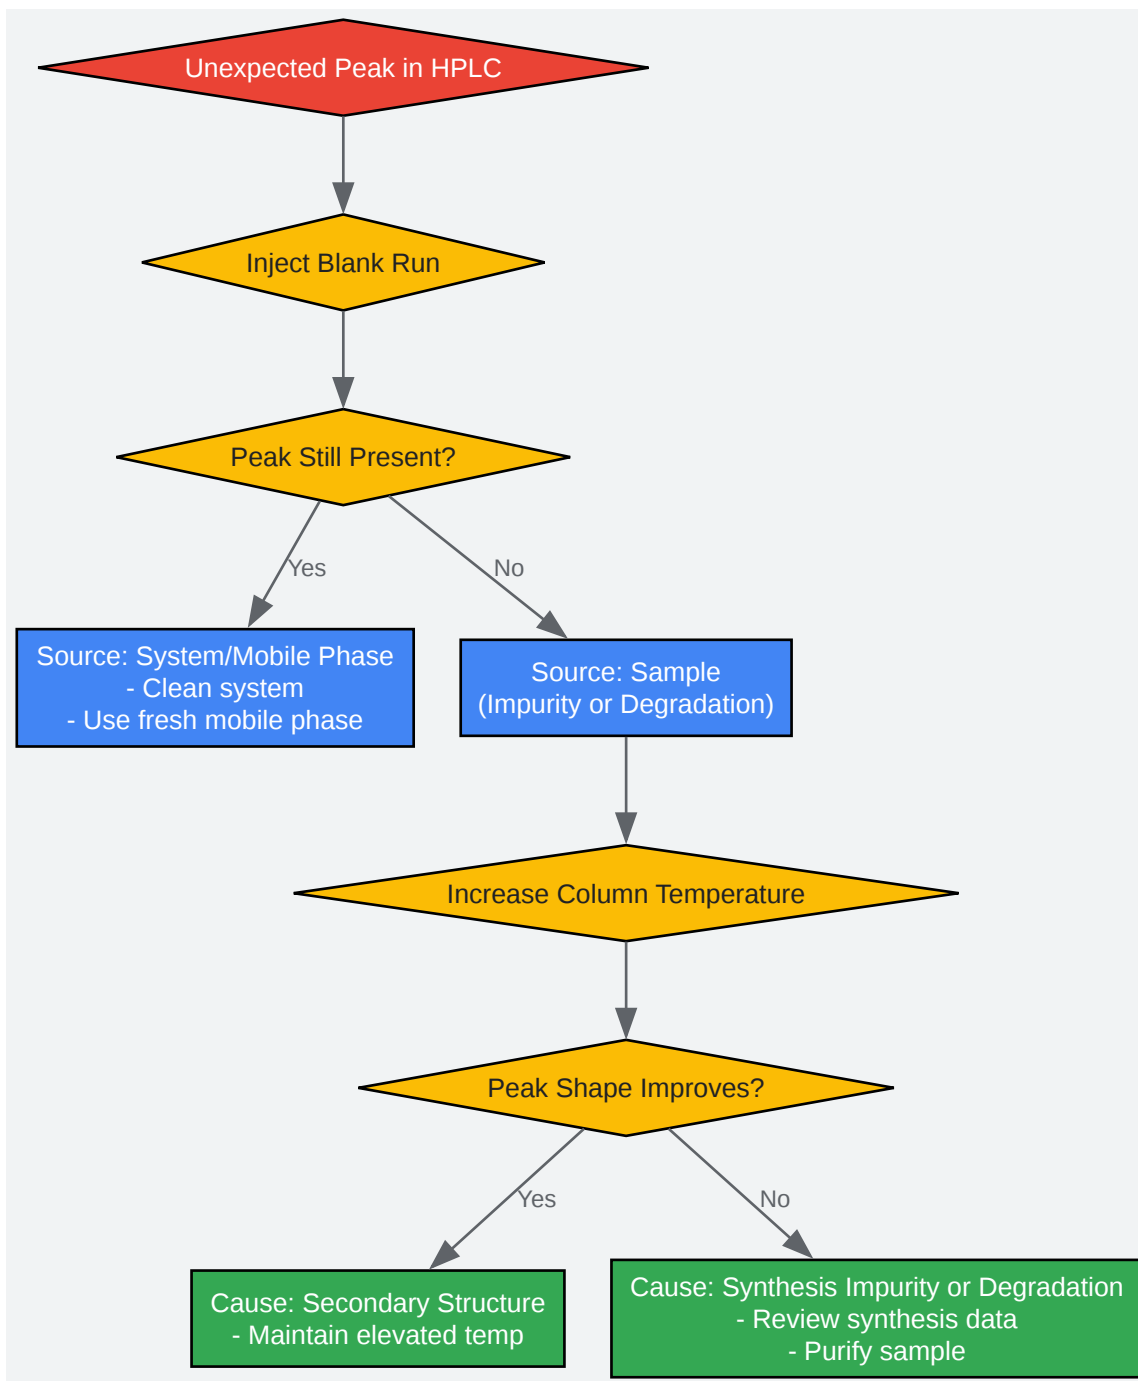 Unexpected Peak in HPLC
Inject Blank Run
Peak Still Present?
Yes
No
Source: System/Mobile Phase
- Clean system
- Use fresh mobile phase
Source: Sample
(Impurity or Degradation)
Increase Column Temperature
Peak Shape Improves?
Yes
No
Cause: Secondary Structure
- Maintain elevated temp
Cause: Synthesis Impurity or Degradation
- Review synthesis data
- Purify sample